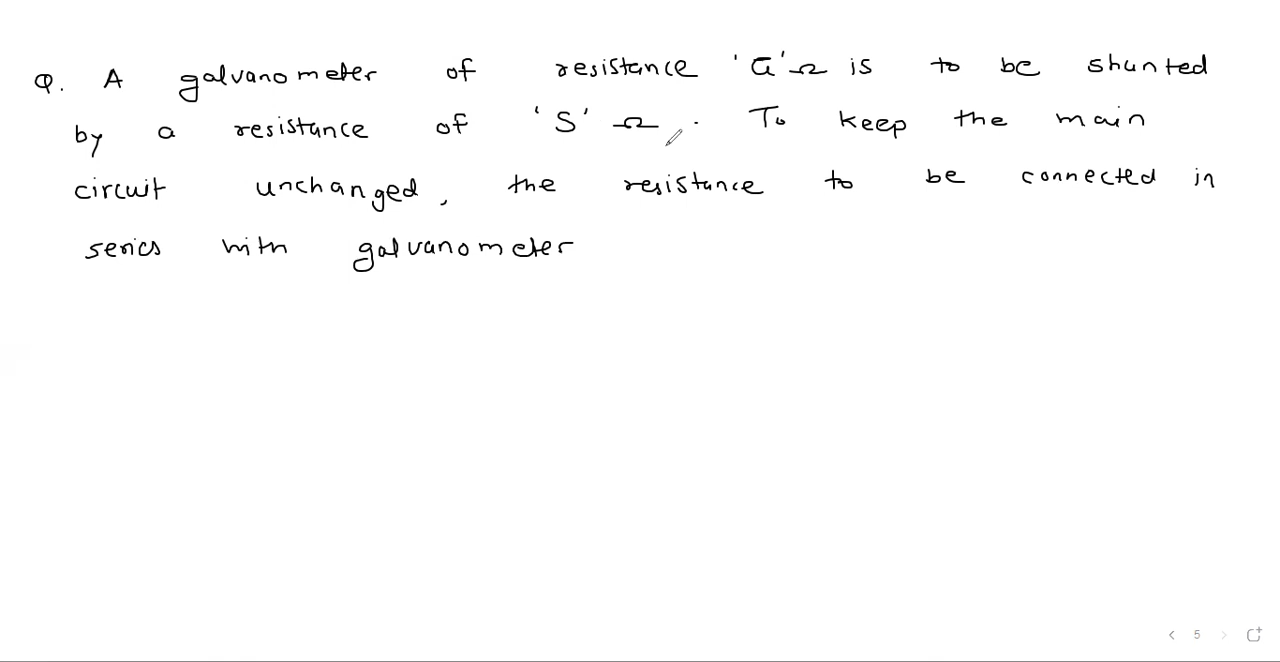 Q. A galvanometer of resistance 'G' Ω is to be shunted
by a resistance of 'S' Ω. To keep the main
circuit unchanged, the resistance to be connected in
series with galvanometer
< 5 >